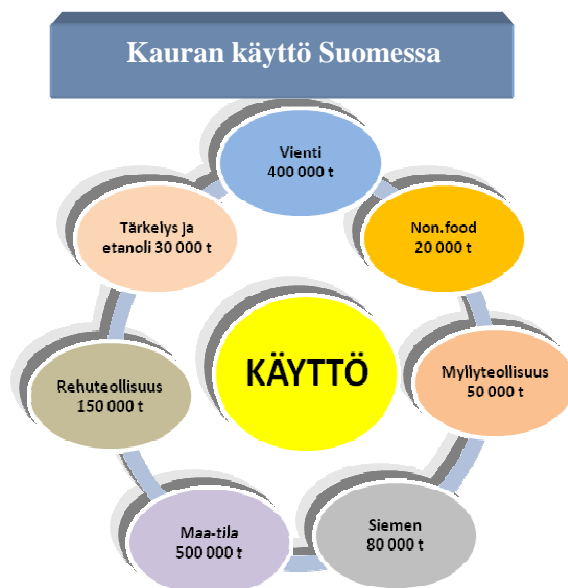 Kauran käyttö Suomessa
Vienti
400 000 t
Non.food
20 000 t
Myllyteollisuus
50 000 t
Siemen
80 000 t
Maa-tila
500 000 t
Rehuteollisuus
150 000 t
Tärkelys ja
etanoli 30 000 t
KÄYTTÖ